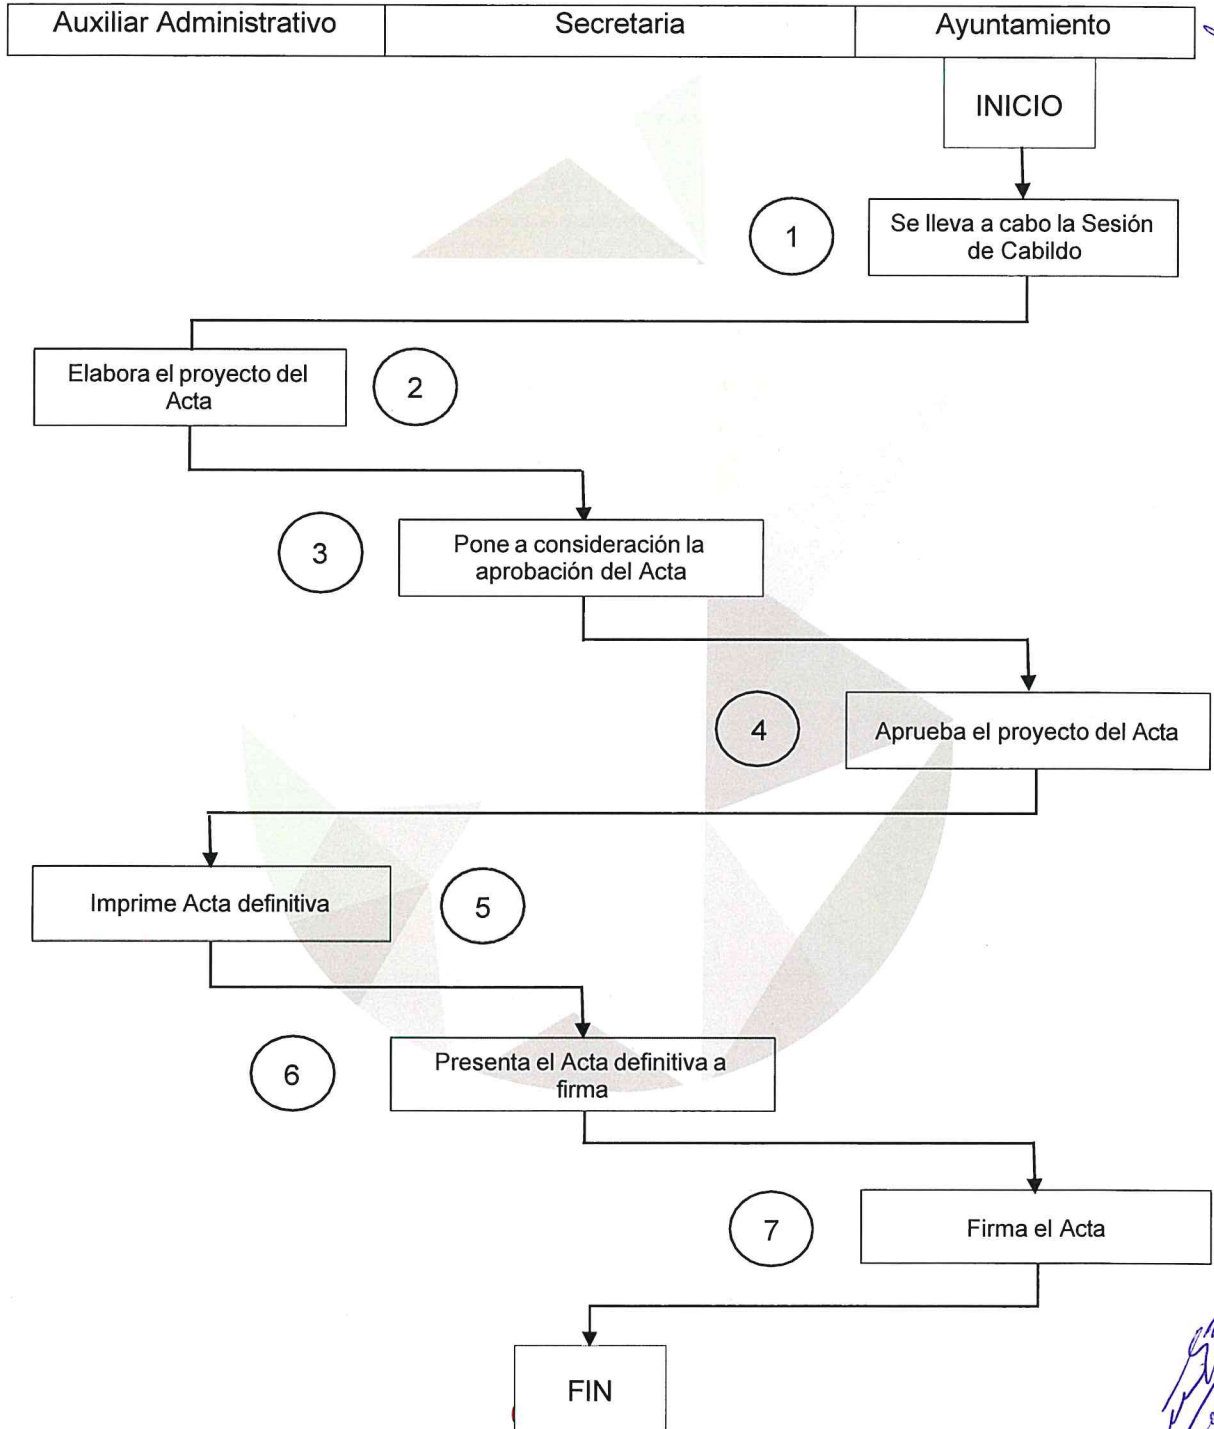 Auxiliar Administrativo
Secretaria
Ayuntamiento
INICIO
1
Se lleva a cabo la Sesión
de Cabildo
Elabora el proyecto del
Acta
2
3
Pone a consideración la
aprobación del Acta
4
Aprueba el proyecto del Acta
Imprime Acta definitiva
5
6
Presenta el Acta definitiva a
firma
7
Firma el Acta
FIN